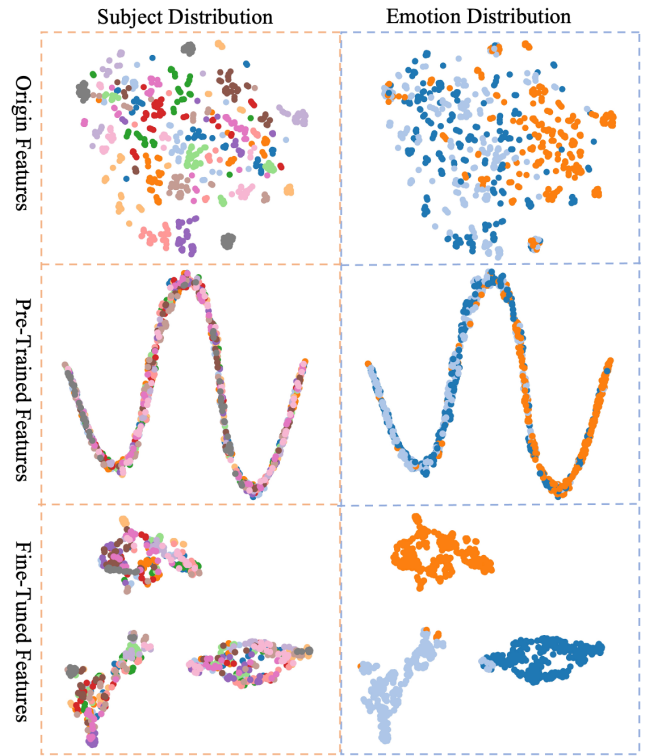 Subject Distribution
Emotion Distribution
Origin Features
Pre-Trained Features
Fine-Tuned Features